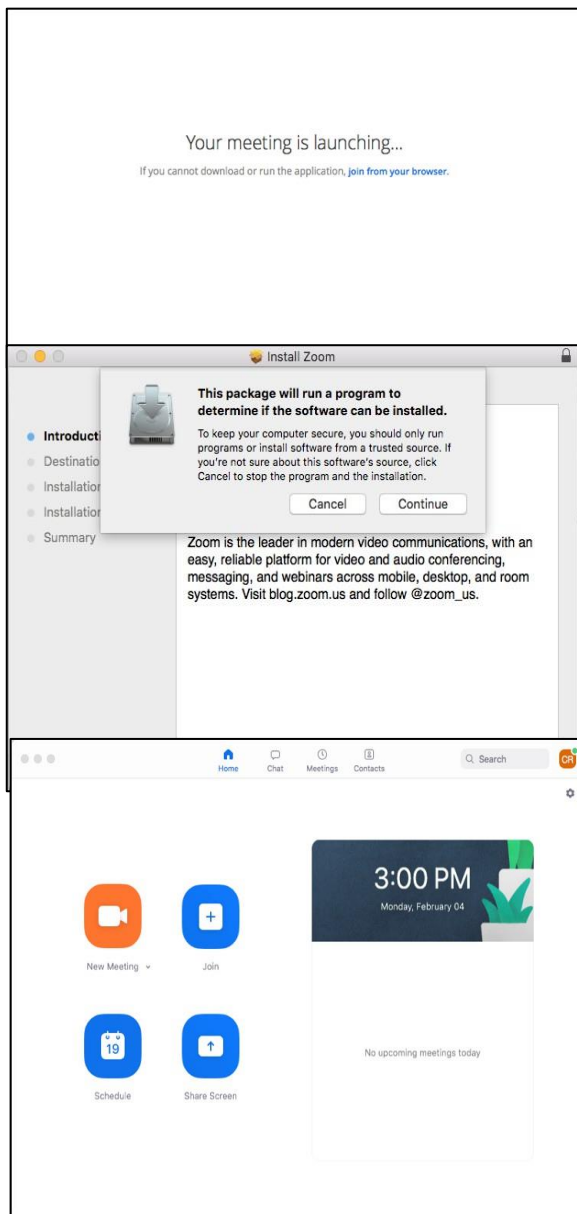 Your meeting is launching...
If you cannot download or run the application, join from your browser.
Install Zoom
This package will run a program to
determine if the software can be installed.
To keep your computer secure, you should only run
programs or install software from a trusted source. If
you're not sure about this software's source, click
Cancel to stop the program and the installation.
Cancel Continue
Introducti
Destinatio
Installation
Installation
Summary
Zoom is the leader in modern video communications, with an
easy, reliable platform for video and audio conferencing,
messaging, and webinars across mobile, desktop, and room
systems. Visit blog.zoom.us and follow @zoom_us.
Home Chat Meetings Contacts
Search
CR
3:00 PM
Monday, February 04
New Meeting
Join
19
Schedule
Share Screen
No upcoming meetings today